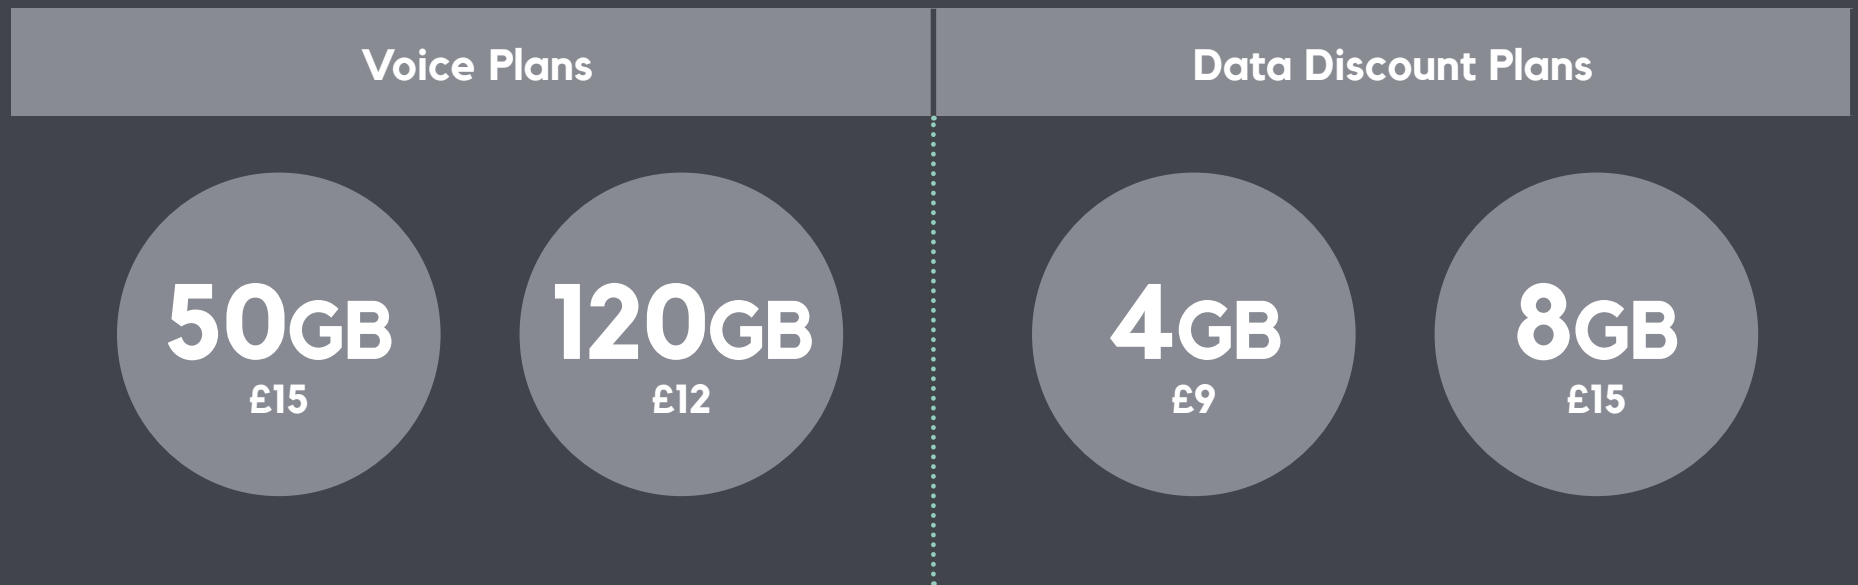 Voice Plans
Data Discount Plans
50GB
£15
120GB
£12
4GB
£9
8GB
£15